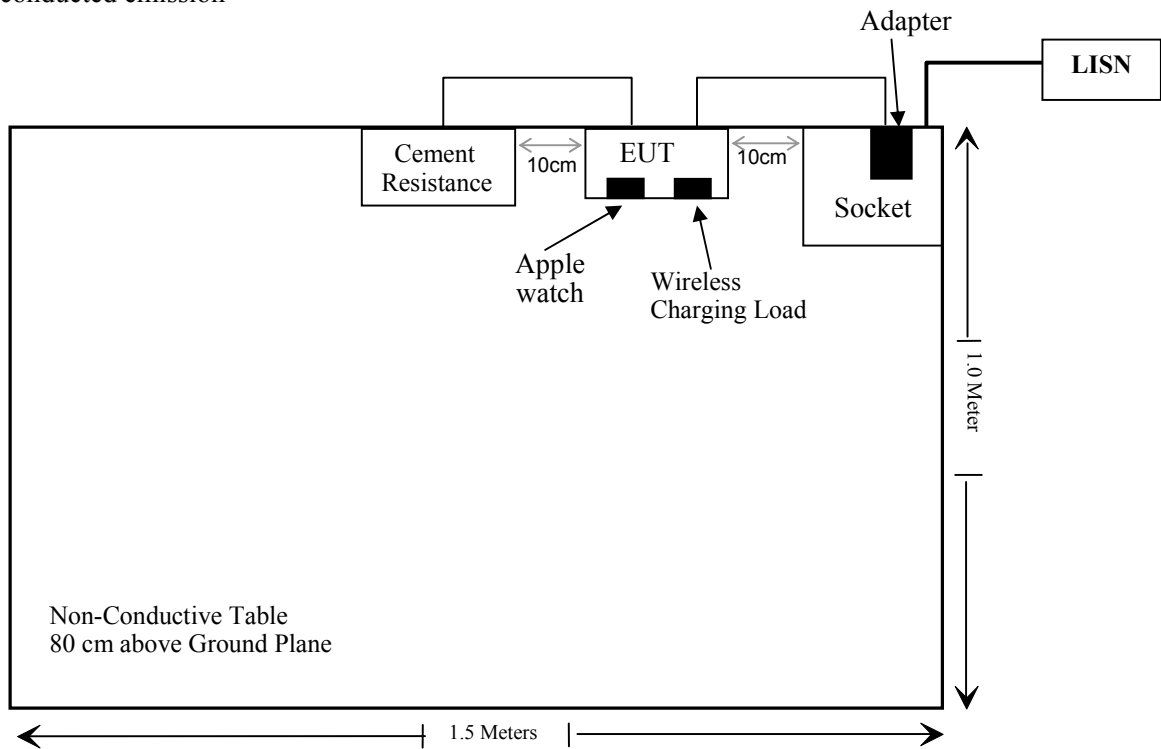 conducted emission
Adapter
LISN
Cement
Resistance
10cm
EUT
10cm
Socket
Apple
watch
Wireless
Charging Load
1.0 Meter
Non-Conductive Table
80 cm above Ground Plane
1.5 Meters